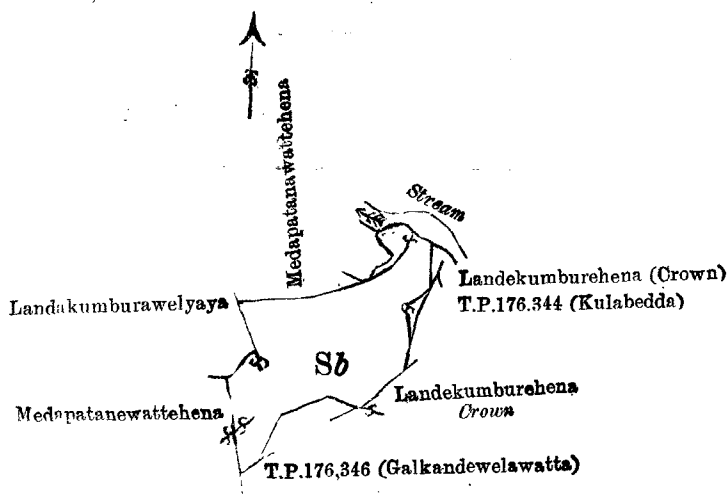 Medapatanawattehena
Stream
Landekumburehena (Crown)
T.P.176.344 (Kulabedda)
Landakumburawelyaya
Sb
Medapatanewattehena
Landekumburehena
Crown
T.P.176,346 (Galkandewelawatta)